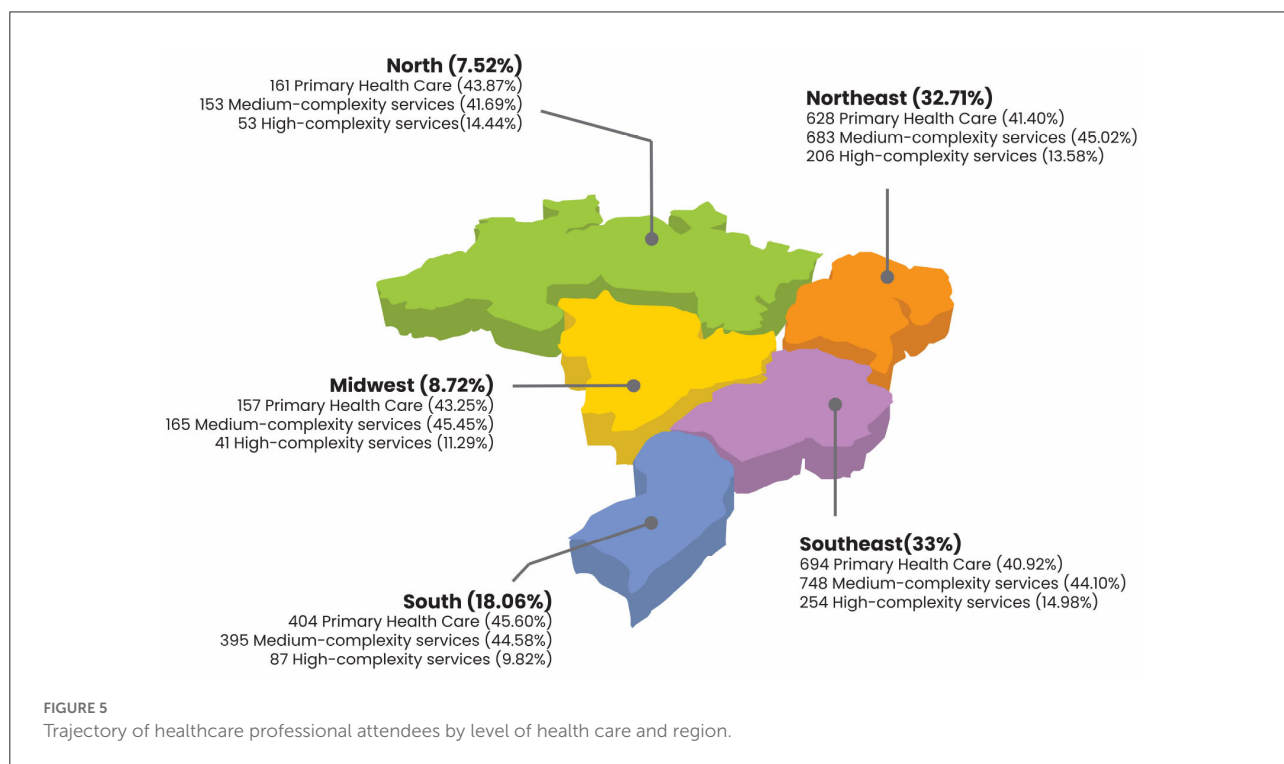 North (7.52%)
161 Primary Health Care (43.87%)
153 Medium-complexity services (41.69%)
53 High-complexity services(14.44%)
Northeast (32.71%)
628 Primary Health Care (41.40%)
683 Medium-complexity services (45.02%)
206 High-complexity services (13.58%)
Midwest (8.72%)
157 Primary Health Care (43.25%)
165 Medium-complexity services (45.45%)
41 High-complexity services (11.29%)
Southeast(33%)
694 Primary Health Care (40.92%)
748 Medium-complexity services (44.10%)
254 High-complexity services (14.98%)
South (18.06%)
404 Primary Health Care (45.60%)
395 Medium-complexity services (44.58%)
87 High-complexity services (9.82%)
FIGURE 5
Trajectory of healthcare professional attendees by level of health care and region.